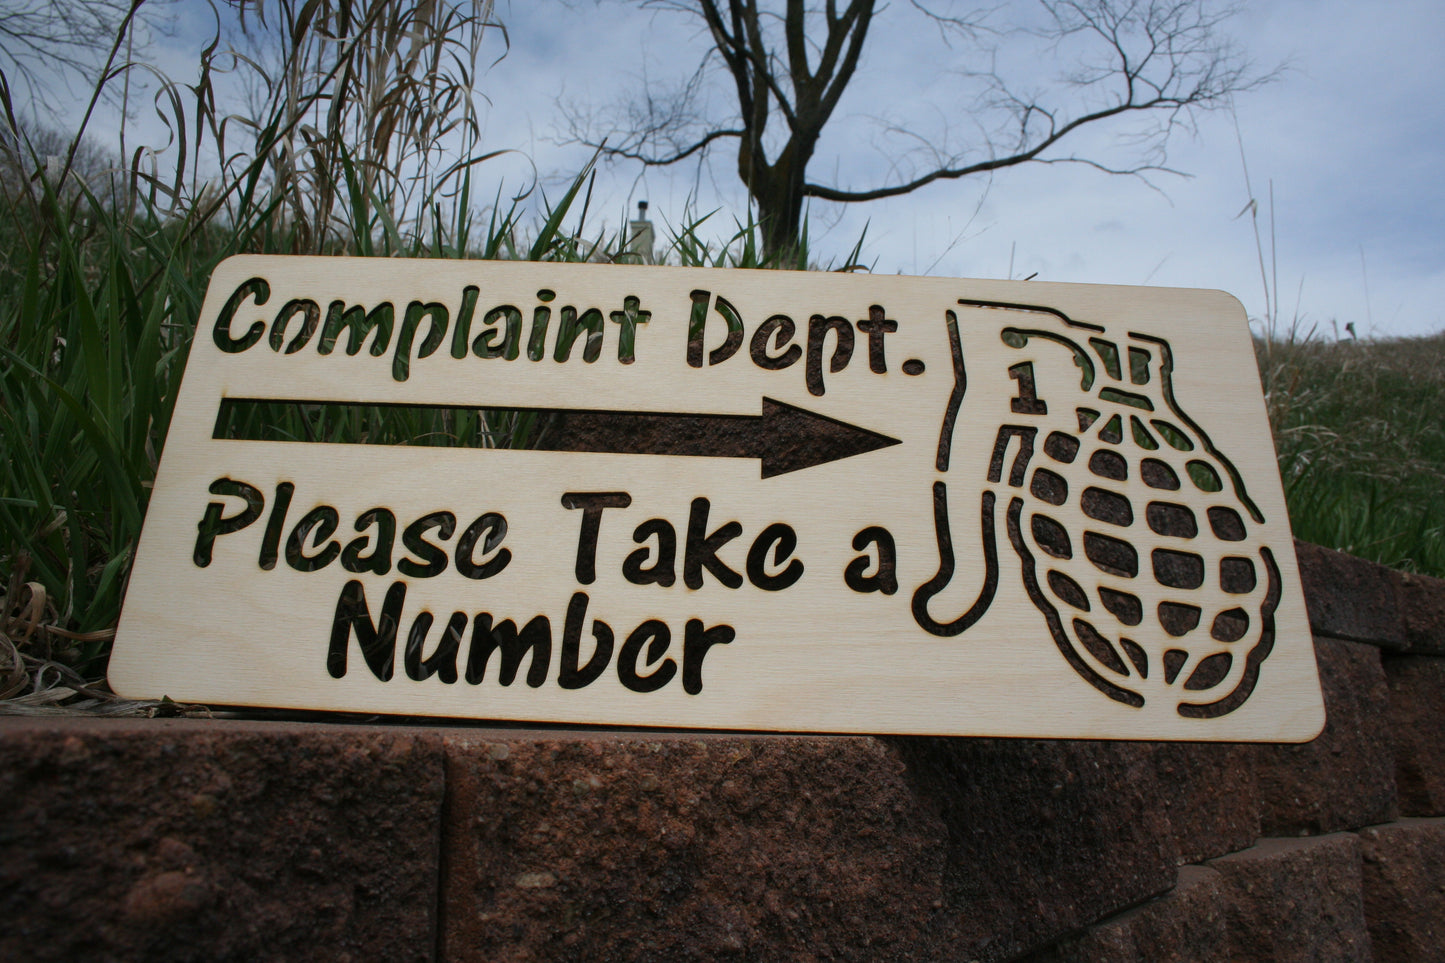 Complaint Dept.
1
Please Take a
Number